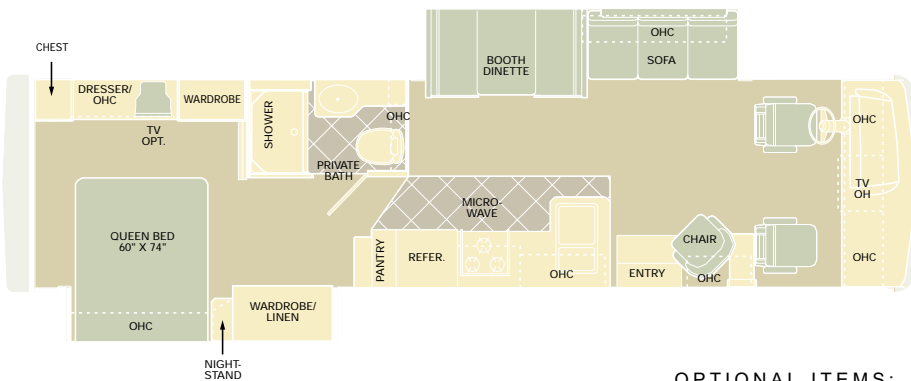 CHEST
DRESSER/
OHC
WARDROBE
TV
OPT.
SHOWER
OHC
PRIVATE
BATH
BOOTH
DINETTE
OHC
SOFA
OHC
TV
OH
OHC
MICRO-
WAVE
QUEEN BED
60" X 74"
PANTRY
REFER.
OHC
CHAIR
ENTRY
OHC
OHC
WARDROBE/
LINEN
NIGHT-
STAND
OPTIONAL ITEMS: